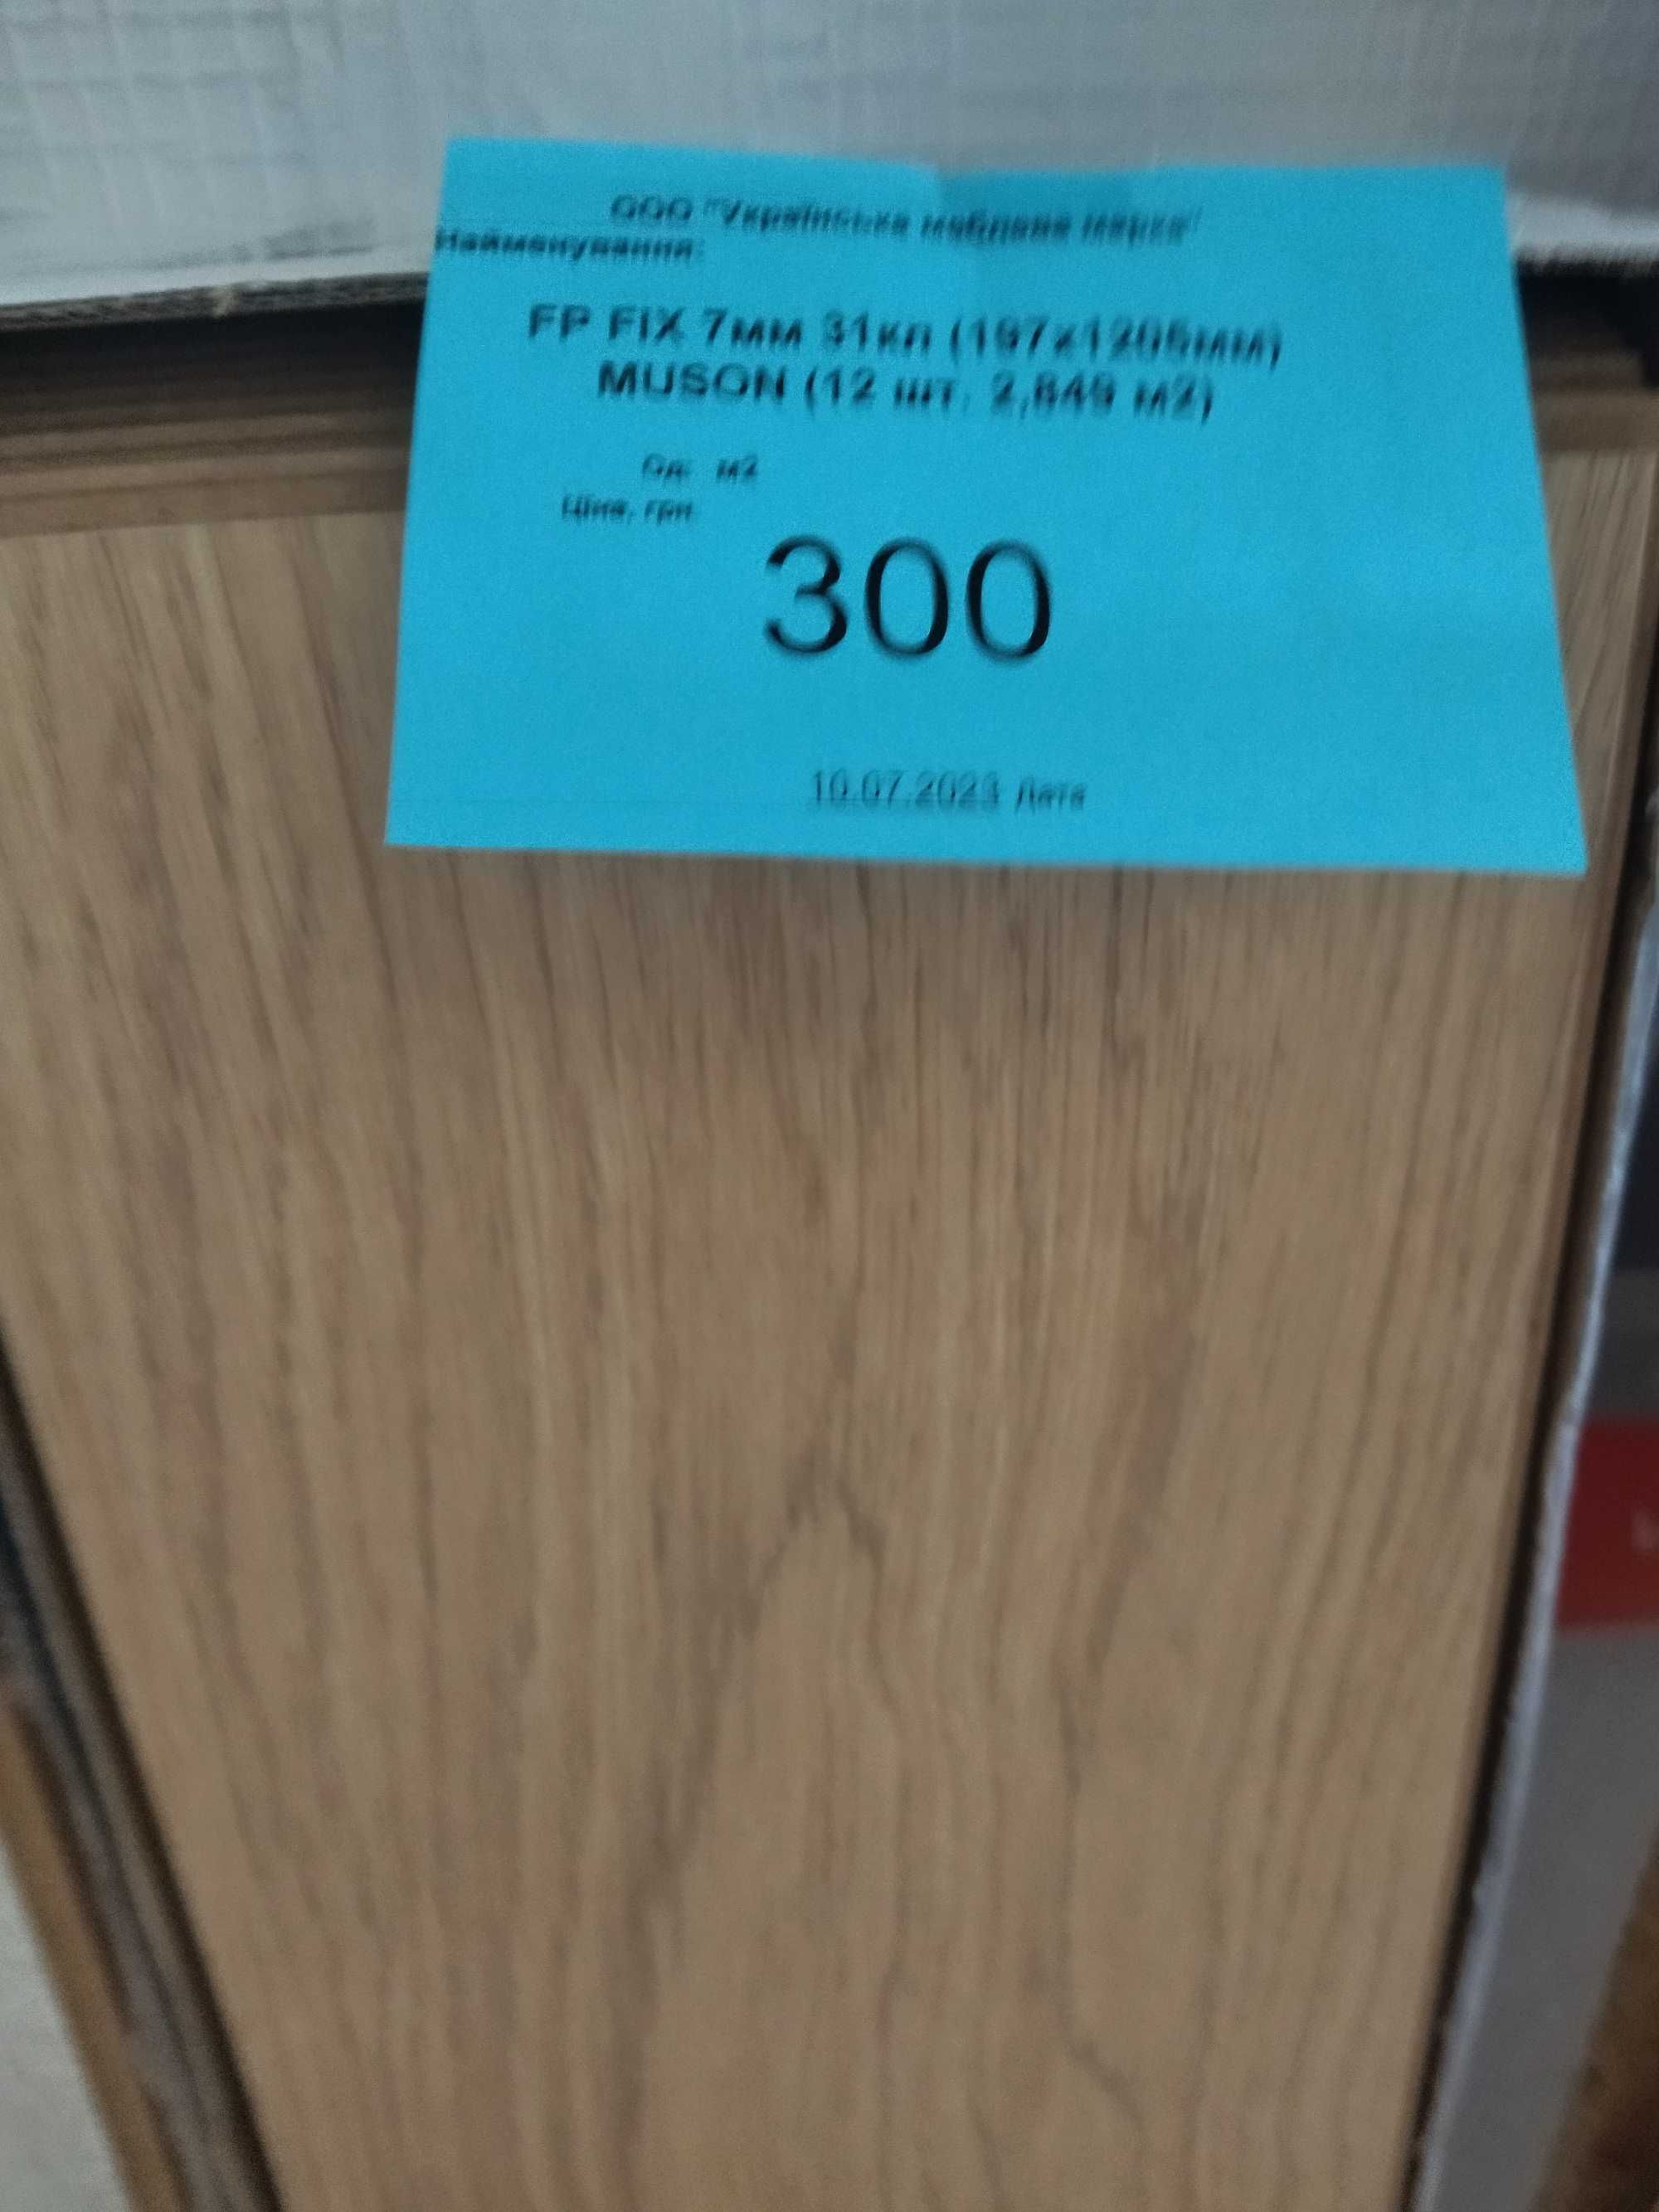 ООО "Українська меблева марка"
Найменування:
FP FIX 7мм 31кл (197x1205мм)
MUSON (12 шт. 2,849 м2)
Од: м2
Ціна, грн.
300
10.07.2023 Дата